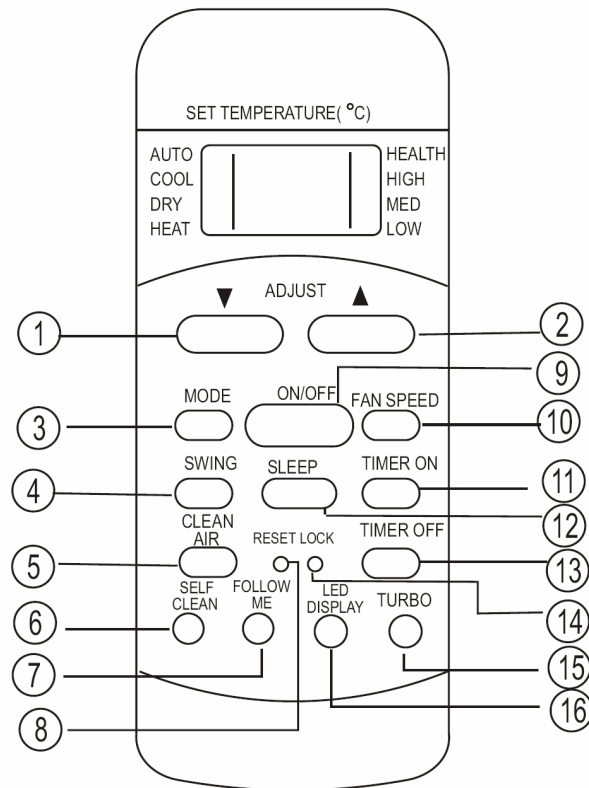 SET TEMPERATURE( °C)
AUTO
COOL
DRY
HEAT
HEALTH
HIGH
MED
LOW
▼ ADJUST ▲
1
2
9
MODE
ON/OFF
FAN SPEED
3
10
SWING
SLEEP
TIMER ON
4
11
12
CLEAN
AIR
RESET LOCK
TIMER OFF
5
13
SELF
CLEAN
FOLLOW
ME
LED
DISPLAY
TURBO
6
14
7
15
8
16